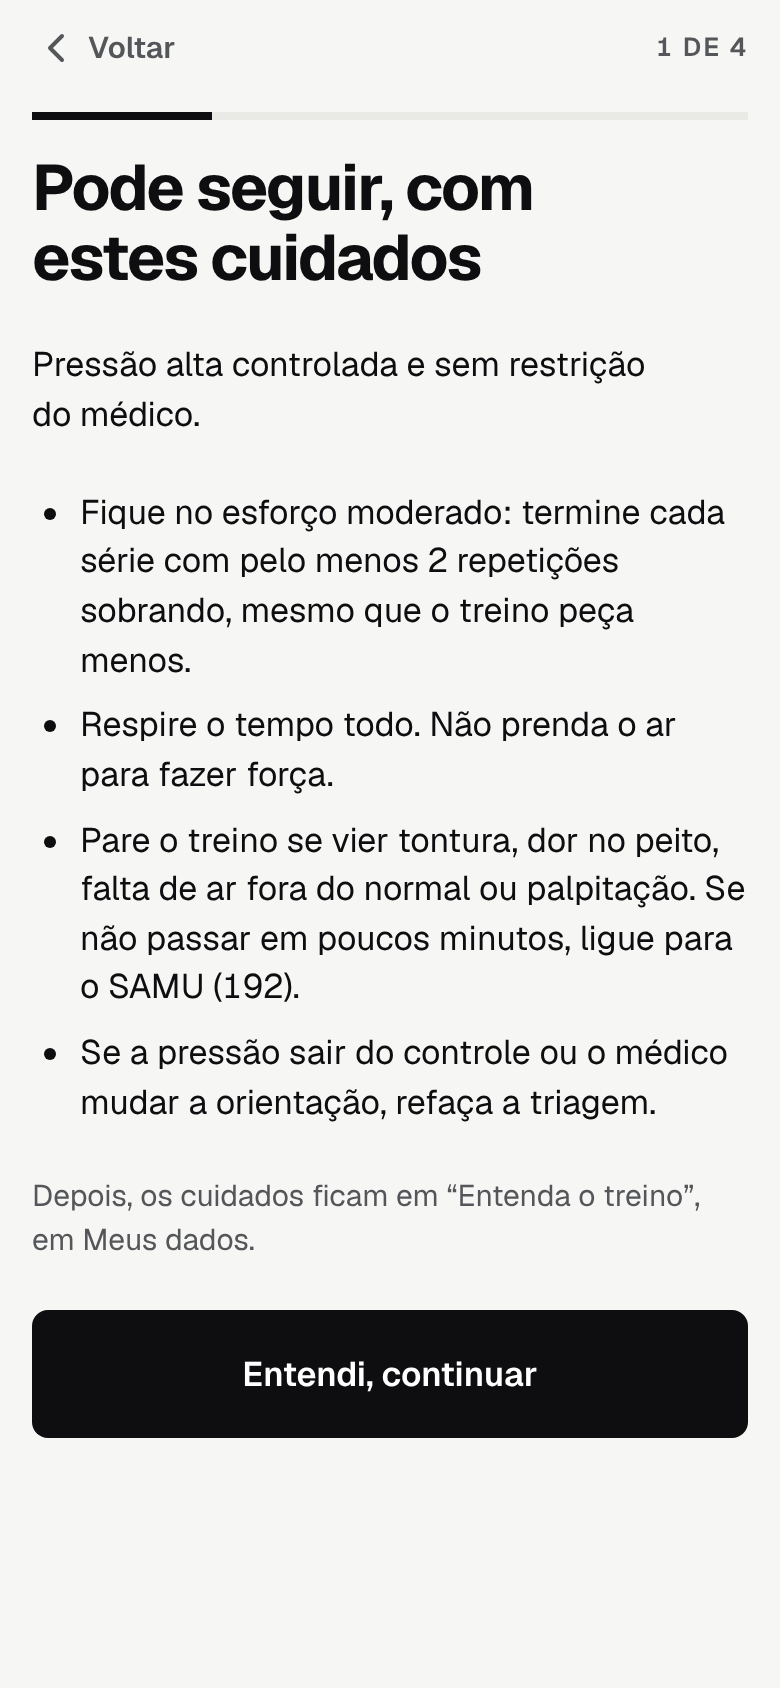 Voltar
1 DE 4
Pode seguir, com
estes cuidados
Pressão alta controlada e sem restrição
do médico.
• Fique no esforço moderado: termine cada
série com pelo menos 2 repetições
sobrando, mesmo que o treino peça
menos.
• Respire o tempo todo. Não prenda o ar
para fazer força.
• Pare o treino se vier tontura, dor no peito,
falta de ar fora do normal ou palpitação. Se
não passar em poucos minutos, ligue para
o SAMU (192).
• Se a pressão sair do controle ou o médico
mudar a orientação, refaça a triagem.
Depois, os cuidados ficam em “Entenda o treino”,
em Meus dados.
Entendi, continuar